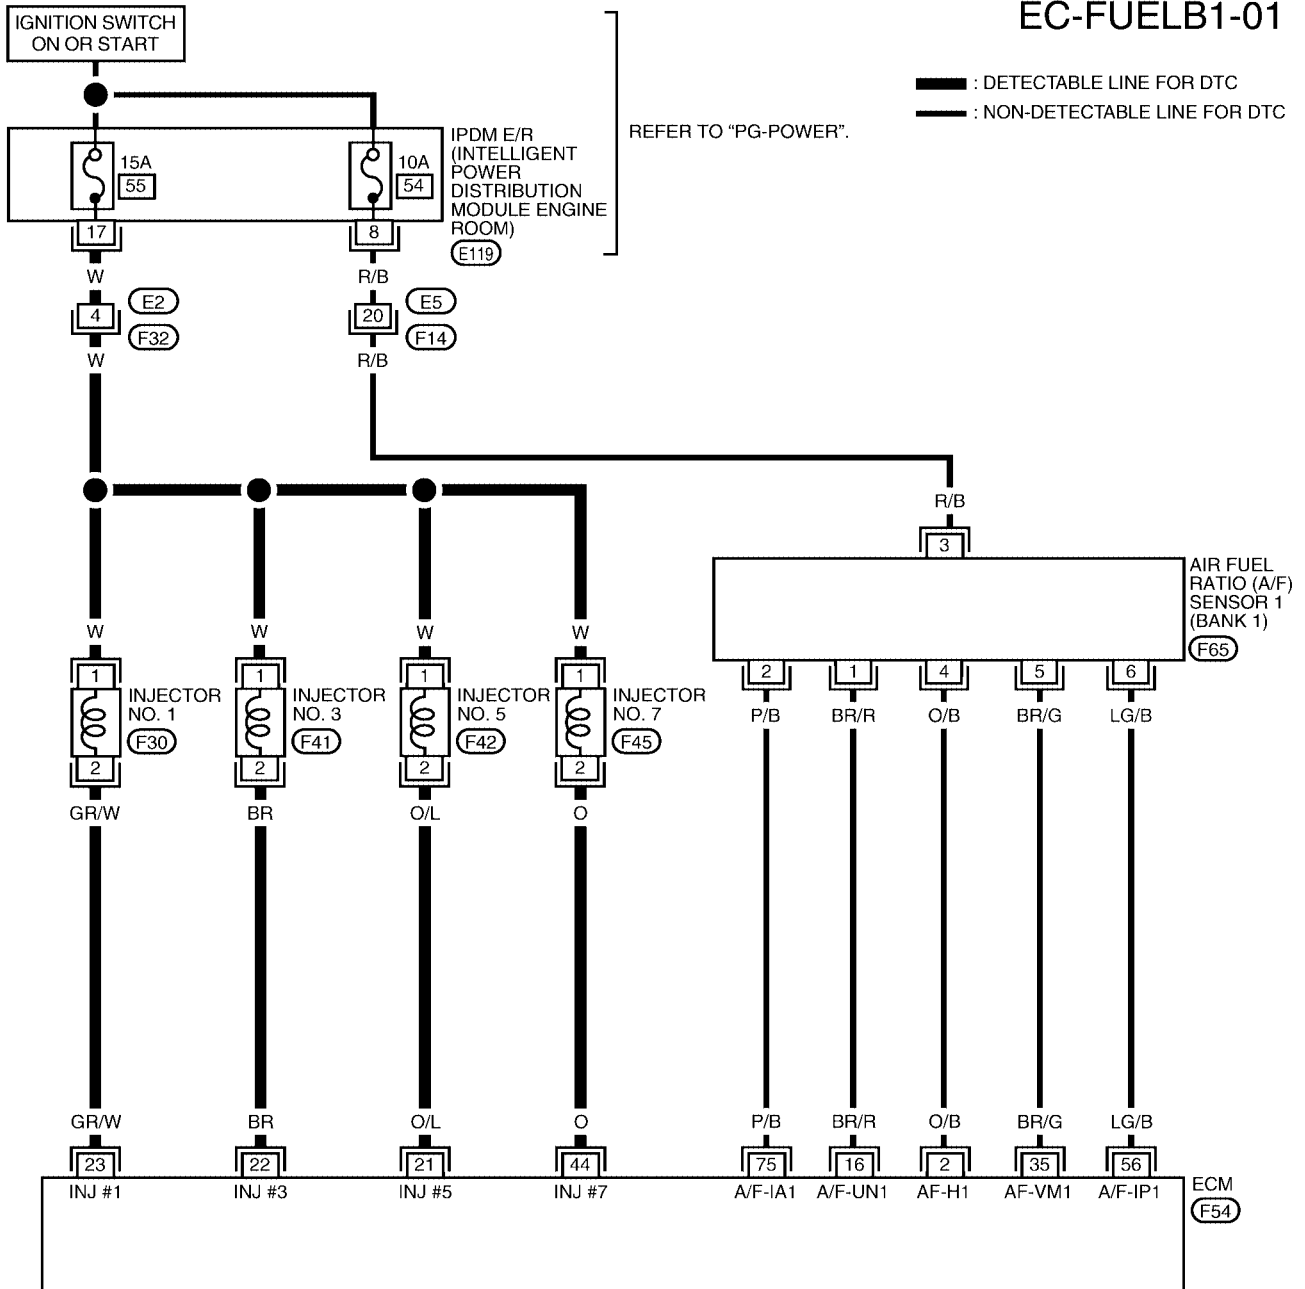 EC-FUELB1-01
IGNITION SWITCH
ON OR START
: DETECTABLE LINE FOR DTC
: NON-DETECTABLE LINE FOR DTC
REFER TO “PG-POWER”.
15A
55
10A
54
IPDM E/R
(INTELLIGENT
POWER
DISTRIBUTION
MODULE ENGINE
ROOM)
E119
17
8
W
R/B
4
E2
F32
20
E5
F14
W
R/B
R/B
3
AIR FUEL
RATIO (A/F)
SENSOR 1
(BANK 1)
F65
W
W
W
W
1
1
1
1
INJECTOR
NO. 1
F30
INJECTOR
NO. 3
F41
INJECTOR
NO. 5
F42
INJECTOR
NO. 7
F45
2
2
2
2
2
1
4
5
6
P/B
BR/R
O/B
BR/G
LG/B
GR/W
BR
O/L
O
GR/W
BR
O/L
O
P/B
BR/R
O/B
BR/G
LG/B
23
22
21
44
75
16
2
35
56
INJ #1
INJ #3
INJ #5
INJ #7
A/F-IA1
A/F-UN1
AF-H1
AF-VM1
A/F-IP1
ECM
F54